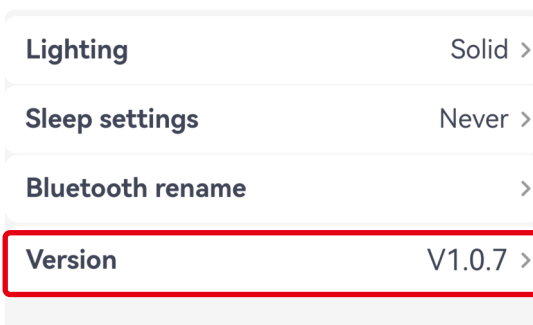 Lighting Solid
Sleep settings Never
Bluetooth rename
Version V1.0.7